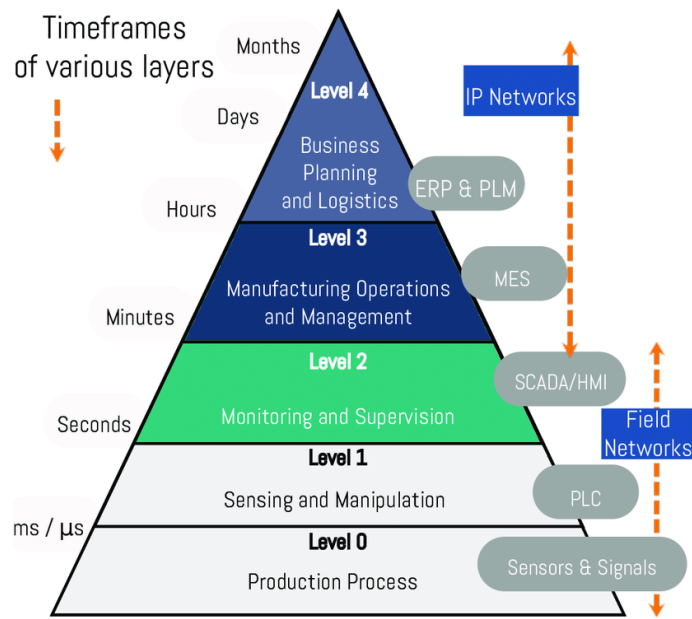 Timeframes
of various layers
Months
Days
Hours
Minutes
Seconds
ms / µs
Level 4
Business
Planning
and Logistics
Level 3
Manufacturing Operations
and Management
Level 2
Monitoring and Supervision
Level 1
Sensing and Manipulation
Level 0
Production Process
ERP & PLM
MES
SCADA/HMI
PLC
Sensors & Signals
IP Networks
Field
Networks